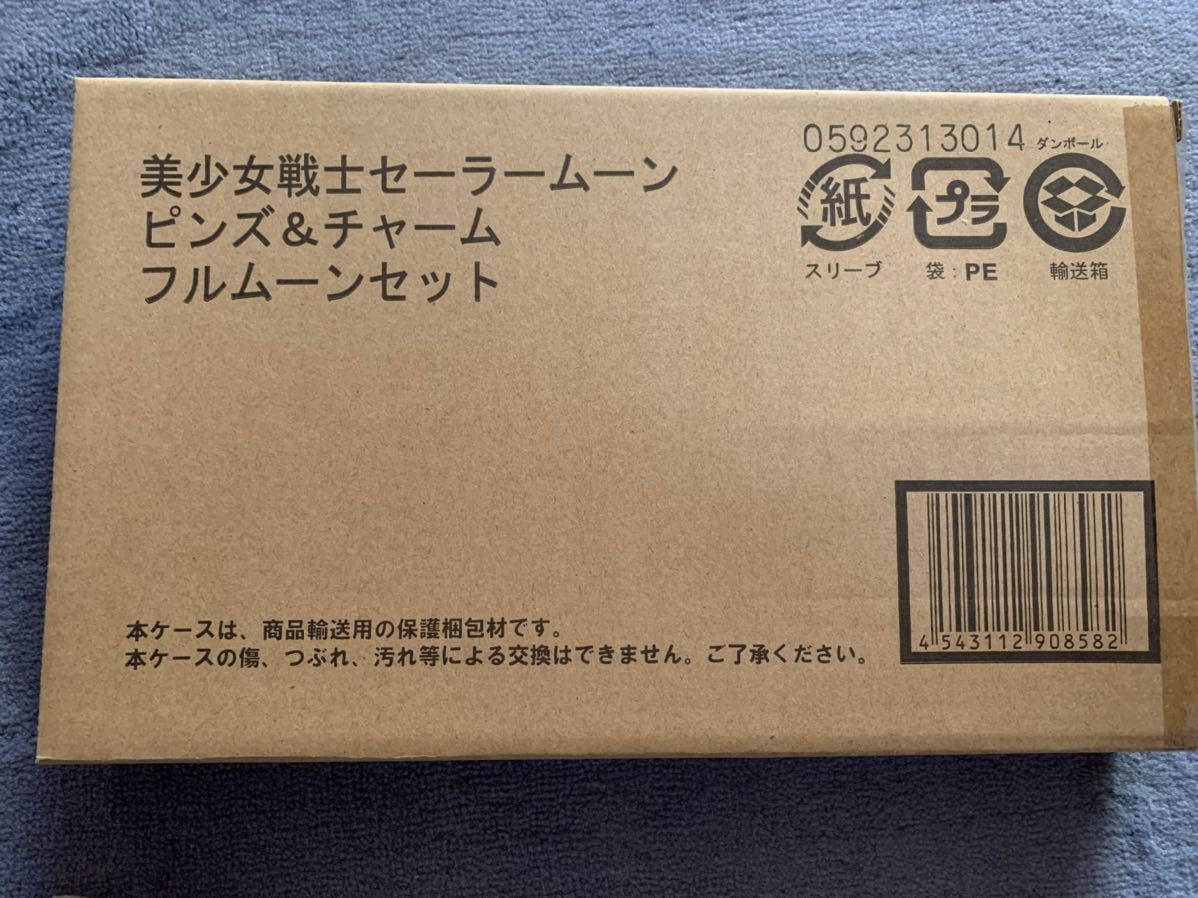 美少女戦士セーラームーン
ピンズ＆チャーム
フルムーンセット
0592313014
ダンボール
紙
プラ
スリーブ
袋：PE
輸送箱
本ケースは、商品輸送用の保護梱包材です。
本ケースの傷、つぶれ、汚れ等による交換はできません。ご了承ください。
4 543112 908582